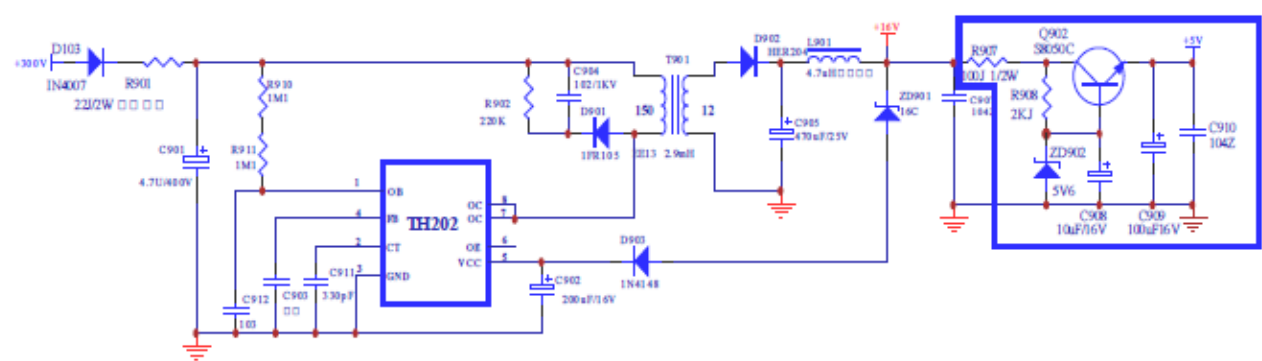 +300V
D103
IN4007
R901
22J/2W
R910
1M1
R911
1M1
C901
4.7U/400V
C912
103
C903
C911
330pF
R902
220K
C904
102/1KV
D901
1FR105
T901
150
12
2.9mH
D902
HER204
L901
+16V
C905
470uF/25V
ZD901
16C
R907
100J 1/2W
Q902
S8050C
+5V
R908
2KJ
ZD902
5V6
C908
10uF/16V
C909
100uF16V
C910
104Z
TH202
1
OB
4
FB
2
CT
3
GND
OC
8
OC
7
OE
6
VCC
5
D903
1N4148
C902
200uF/16V